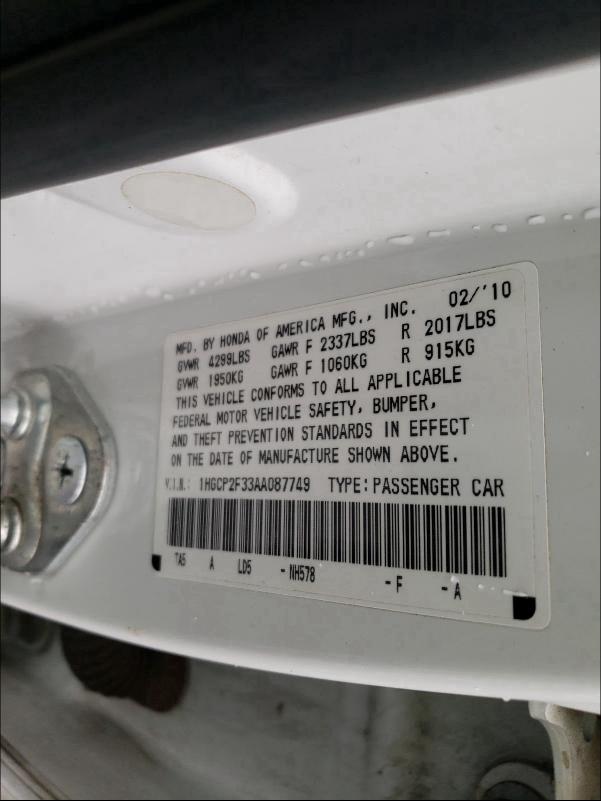 MFD. BY HONDA OF AMERICA MFG., INC. 02/'10
GVWR 4299LBS GAWR F 2337LBS R 2017LBS
GVWR 1950KG GAWR F 1060KG R 915KG
THIS VEHICLE CONFORMS TO ALL APPLICABLE
FEDERAL MOTOR VEHICLE SAFETY, BUMPER,
AND THEFT PREVENTION STANDARDS IN EFFECT
ON THE DATE OF MANUFACTURE SHOWN ABOVE.
V.I.N.: 1HGCP2F33AA087749 TYPE:PASSENGER CAR
TA5 A LD5 -NH578 -F -A